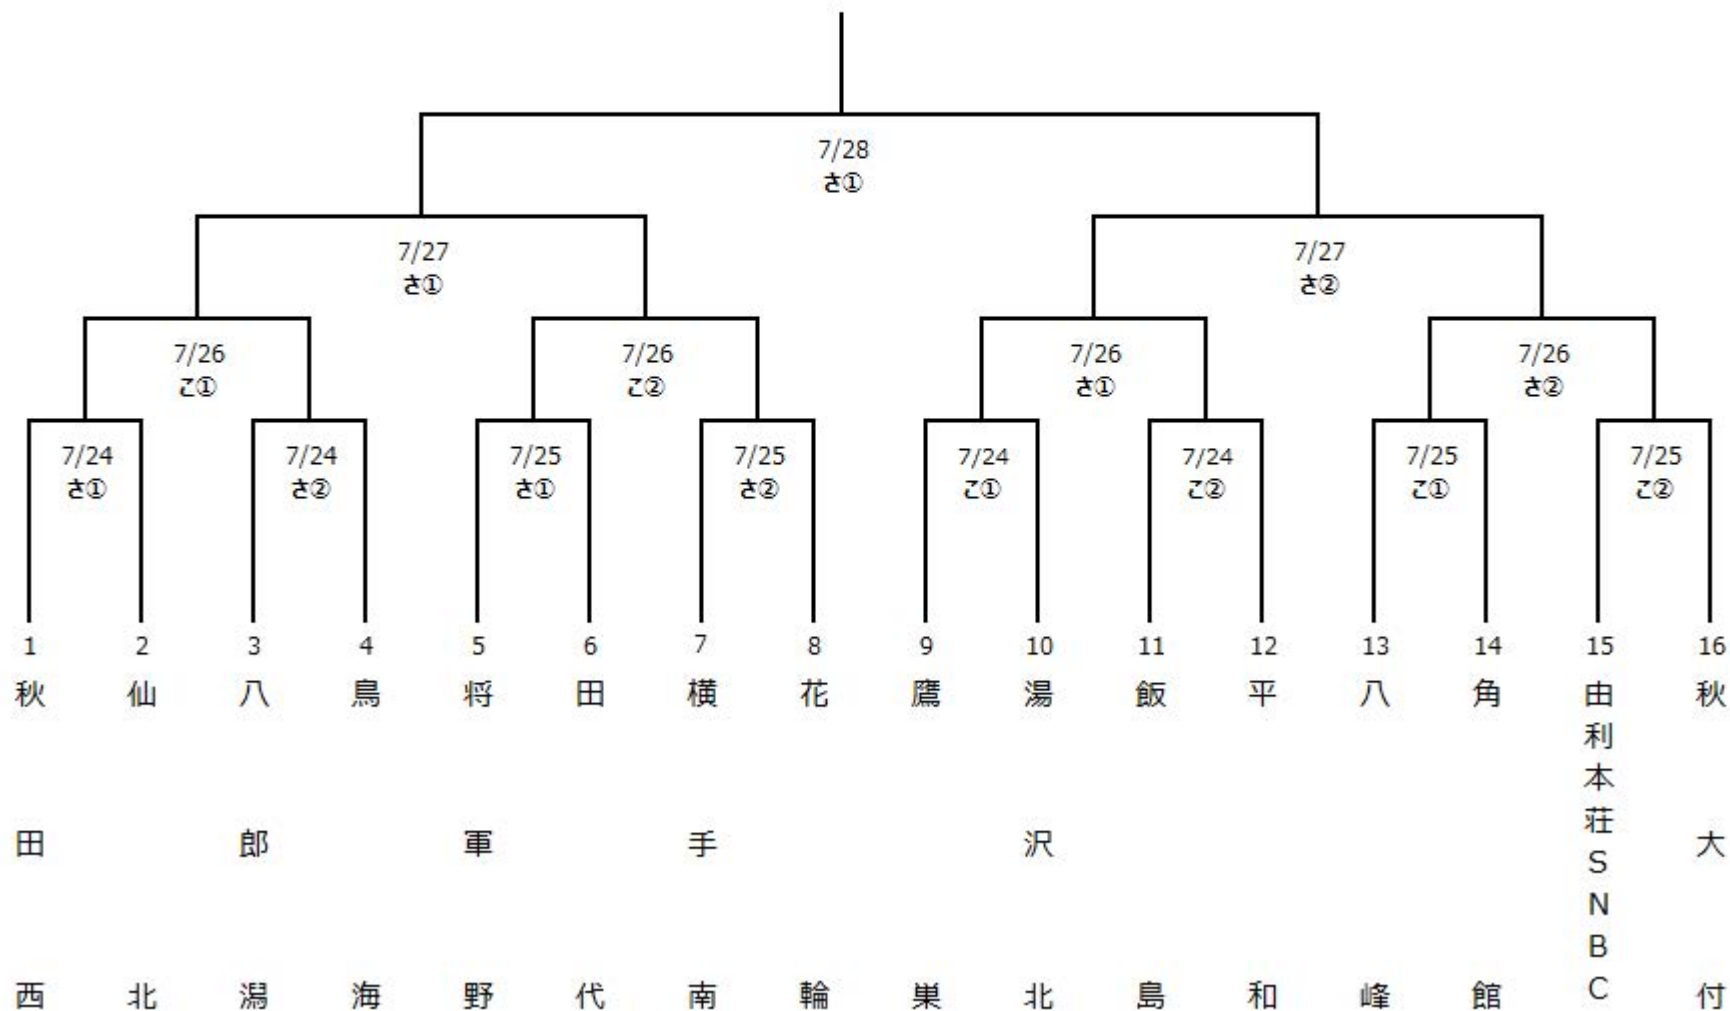 7/28
さ①
7/27
さ①
7/27
さ②
7/26
こ①
7/26
こ②
7/26
さ①
7/26
さ②
7/24
さ①
7/24
さ②
7/25
さ①
7/25
さ②
7/24
こ①
7/24
こ②
7/25
こ①
7/25
こ②
1
秋田西
2
仙北
3
八郎潟
4
鳥海
5
将軍野
6
田代
7
横手南
8
花輪
9
鷹巣
10
湯沢北
11
飯島
12
平和
13
八峰
14
角館
15
由利本荘SNBC
16
秋大付